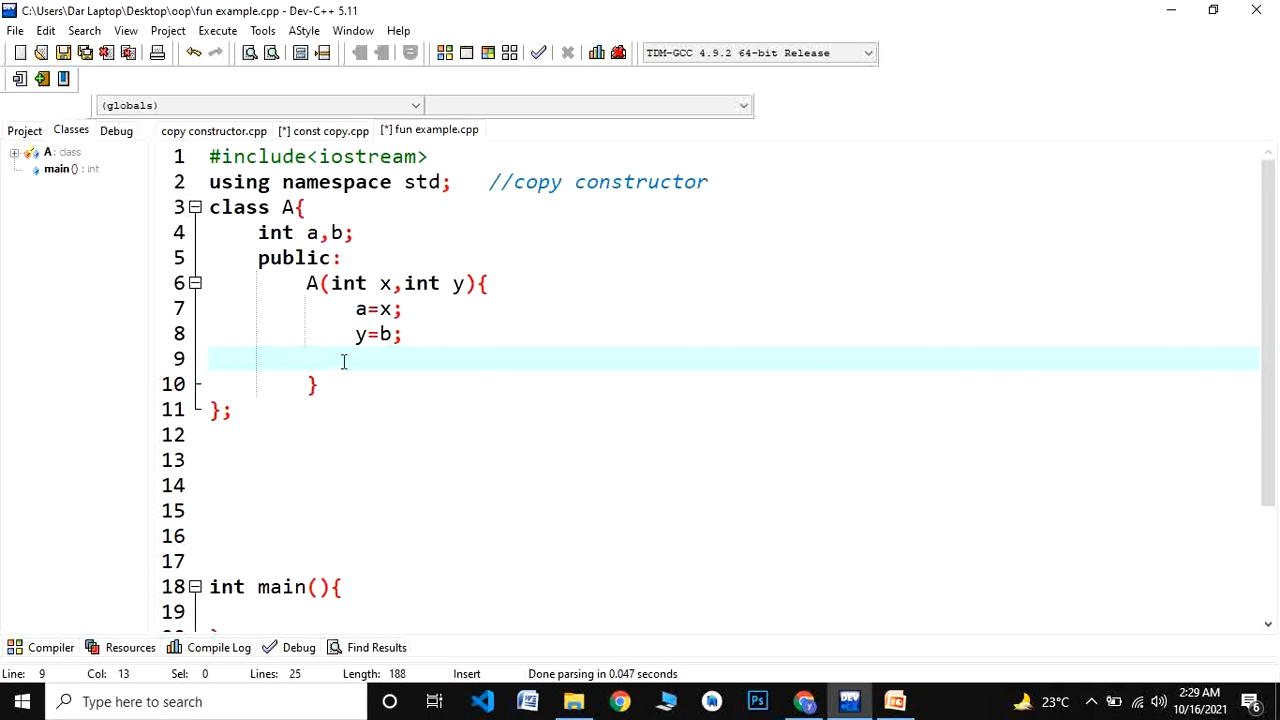 C:\Users\Dar Laptop\Desktop\oop\fun example.cpp - Dev-C++ 5.11
File Edit Search View Project Execute Tools AStyle Window Help
TDM-GCC 4.9.2 64-bit Release
(globals)
Project Classes Debug copy constructor.cpp [*] const copy.cpp [*] fun example.cpp
A: class
main() : int
1 #include<iostream>
2 using namespace std; //copy constructor
3 class A{
4 int a,b;
5 public:
6 A(int x,int y){
7 a=x;
8 y=b;
9
10 }
11 };
12
13
14
15
16
17
18 int main(){
19
Compiler Resources Compile Log Debug Find Results
Line: 9 Col: 13 Sel: 0 Lines: 25 Length: 188 Insert Done parsing in 0.047 seconds
Type here to search
23°C
2:29 AM
10/16/2021
6